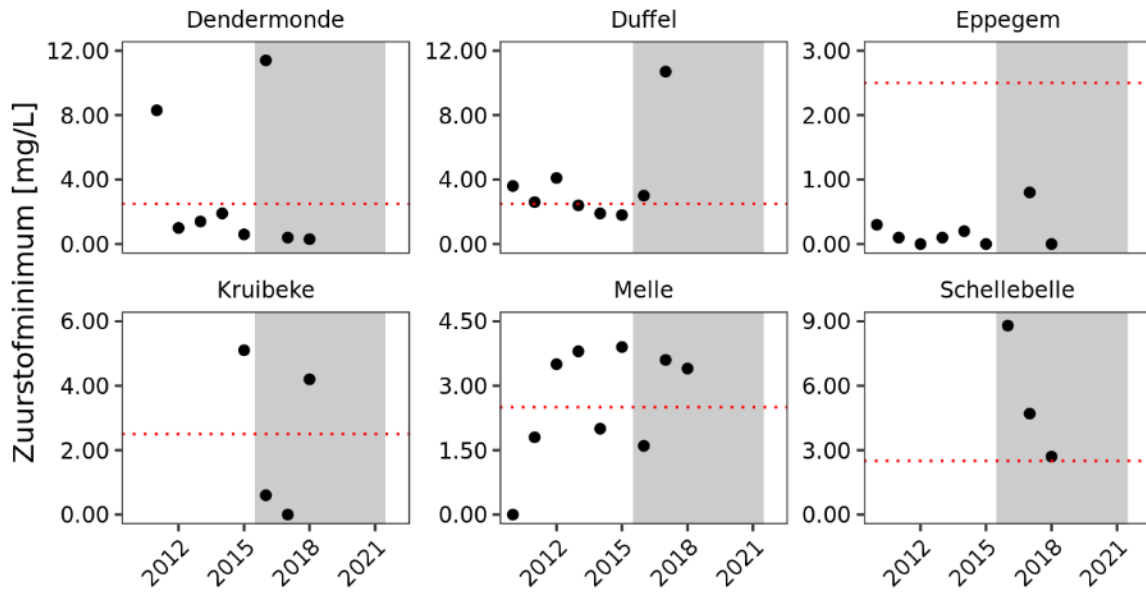 Dendermonde Duffel Eppegem
Zuurstofminimum [mg/L]
12.00 12.00 3.00
8.00 8.00 2.00
4.00 4.00 1.00
0.00 0.00 0.00
Kruibeke Melle Schellebelle
6.00 4.50 9.00
4.00 3.00 6.00
2.00 1.50 3.00
0.00 0.00 0.00
2012 2015 2018 2021 2012 2015 2018 2021 2012 2015 2018 2021